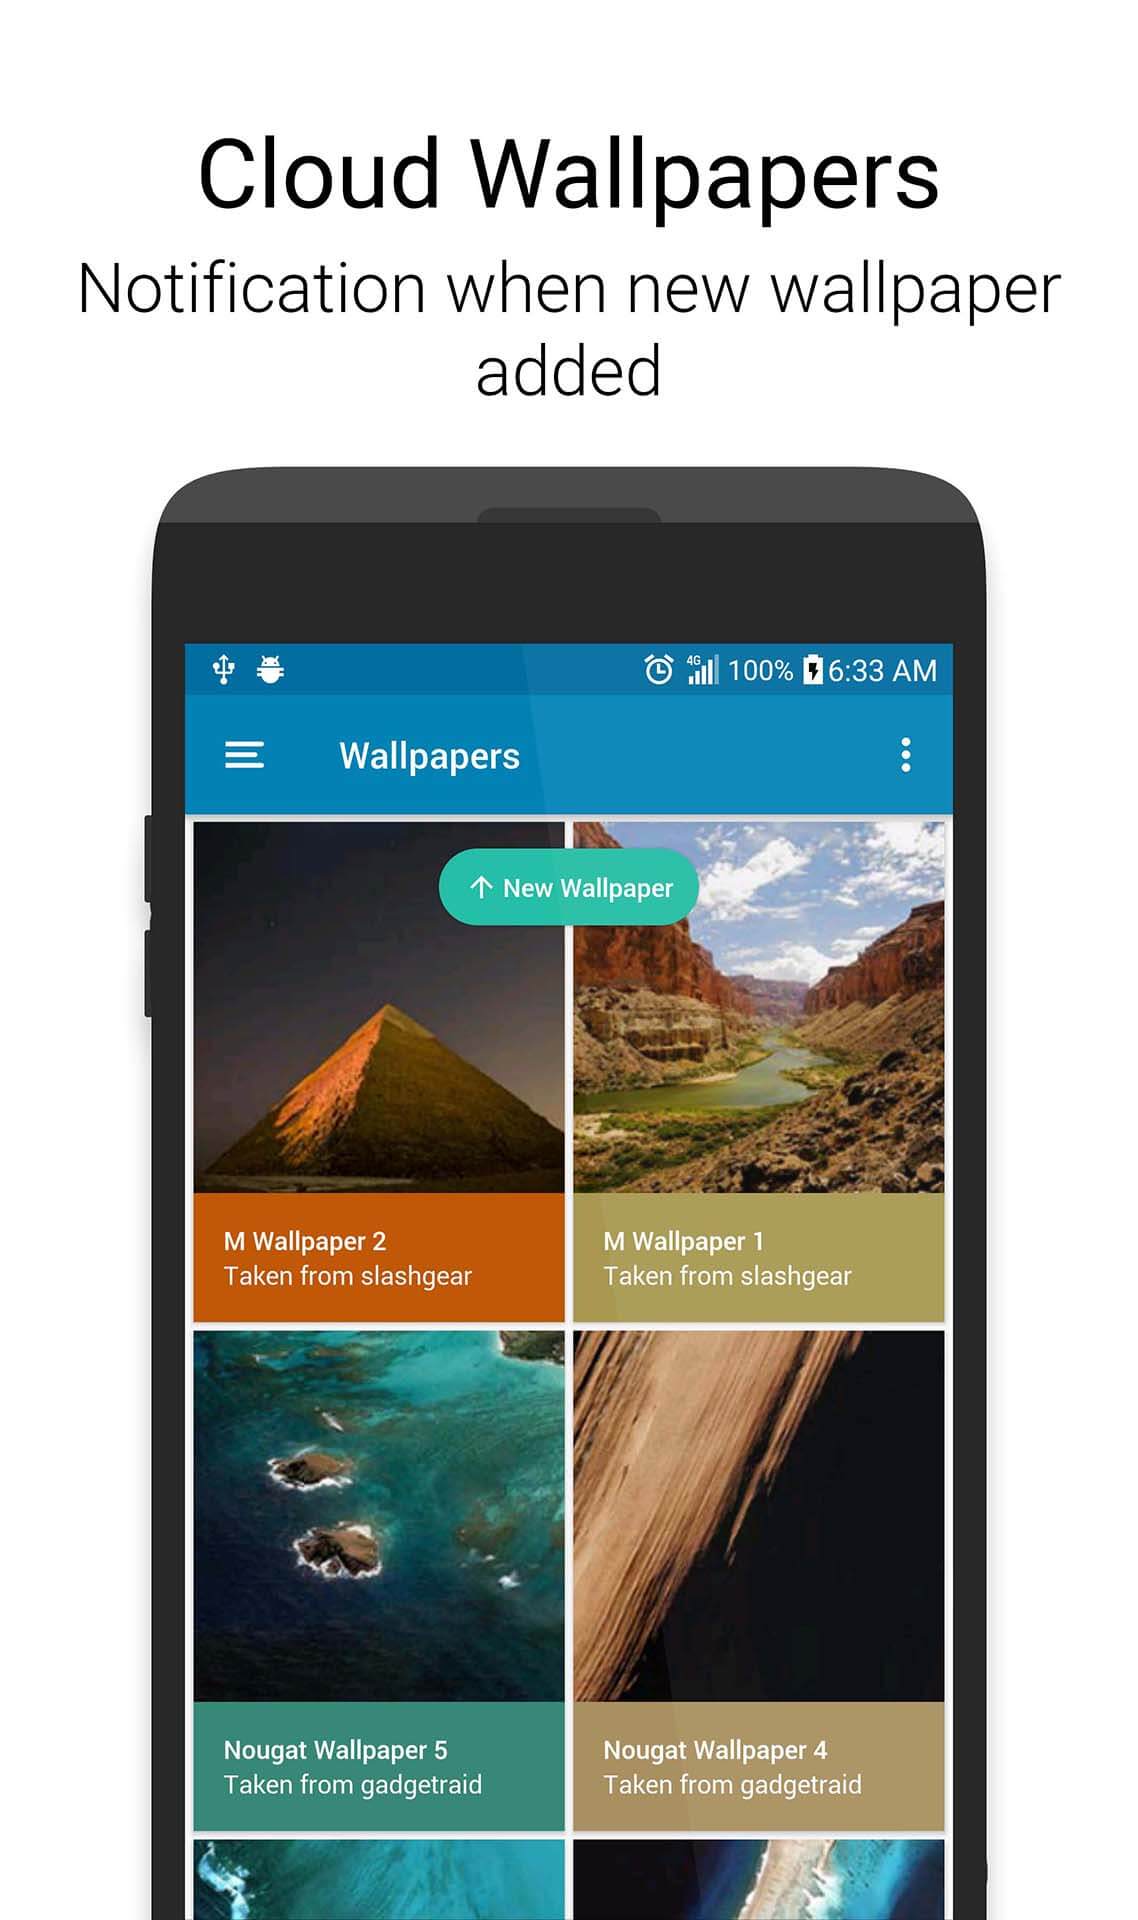 Cloud Wallpapers
Notification when new wallpaper
added
4G 100% 6:33 AM
Wallpapers
New Wallpaper
M Wallpaper 2
Taken from slashgear
M Wallpaper 1
Taken from slashgear
Nougat Wallpaper 5
Taken from gadgetraid
Nougat Wallpaper 4
Taken from gadgetraid